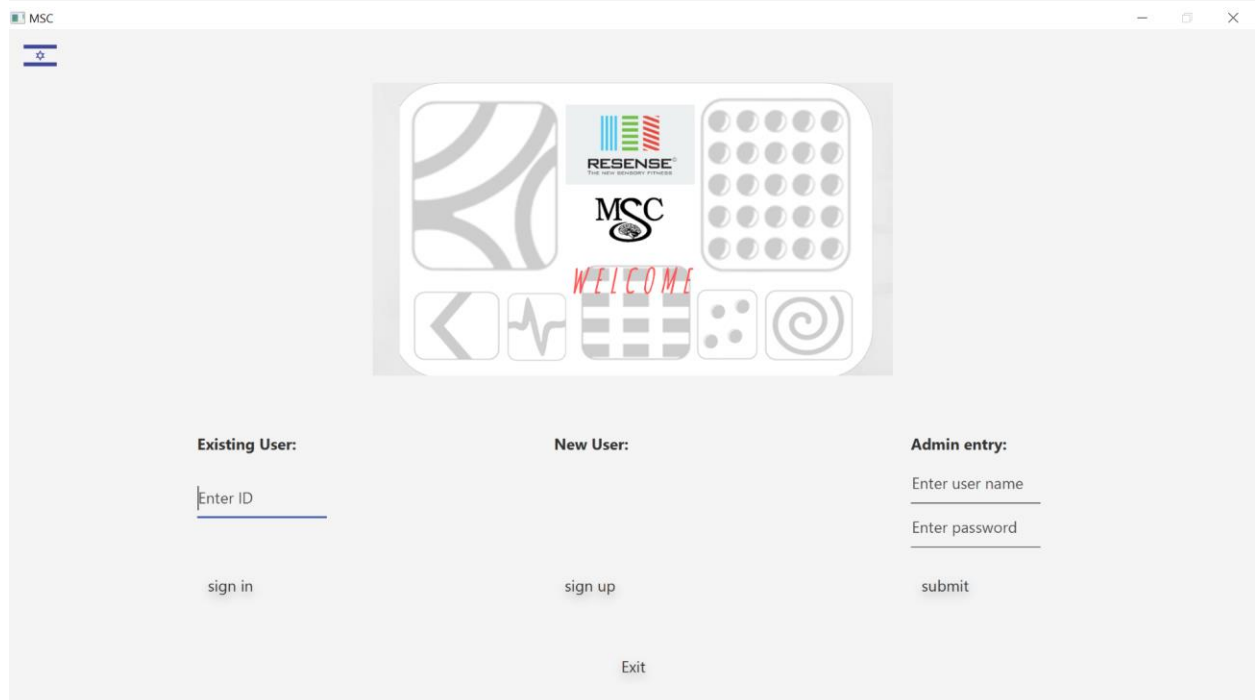 MSC
RESENSE
THE NEW SENSORY FITNESS
MSC
WELCOME
Existing User:
New User:
Admin entry:
Enter ID
Enter user name
Enter password
sign in
sign up
submit
Exit